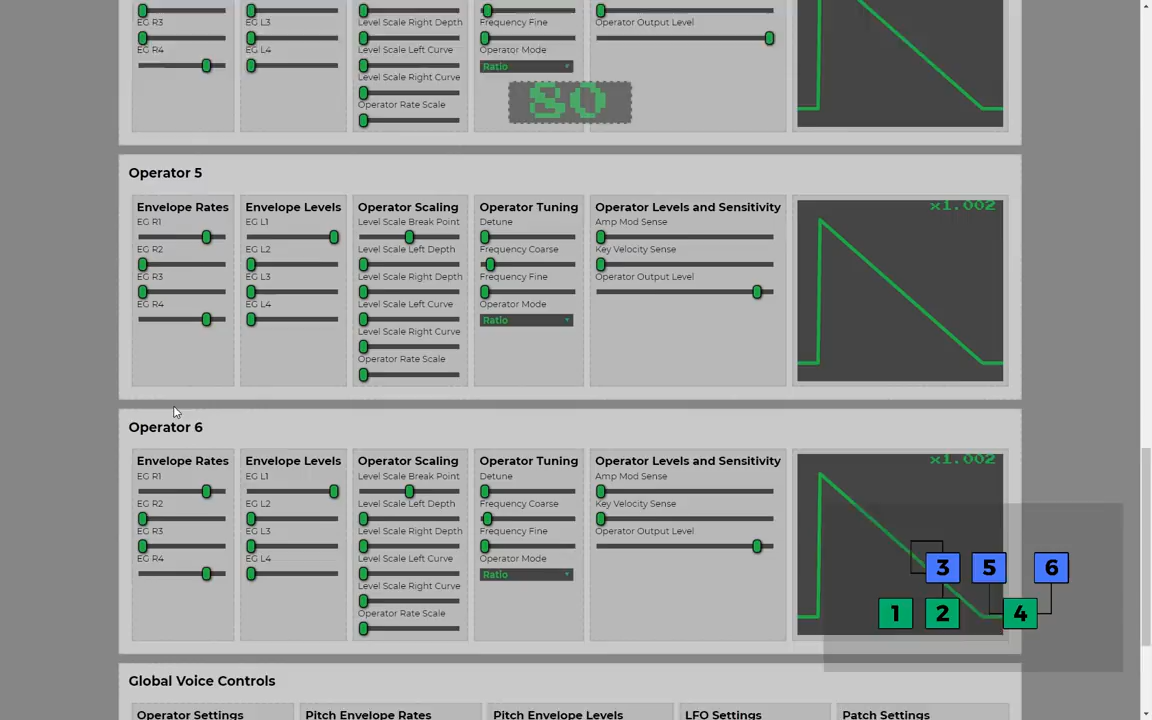 EG R3
EG L3
Level Scale Right Depth
Frequency Fine
Operator Output Level
EG R4
EG L4
Level Scale Left Curve
Operator Mode
Ratio
Level Scale Right Curve
80
Operator Rate Scale
Operator 5
Envelope Rates
Envelope Levels
Operator Scaling
Operator Tuning
Operator Levels and Sensitivity
x1.002
EG R1
EG L1
Level Scale Break Point
Detune
Amp Mod Sense
EG R2
EG L2
Level Scale Left Depth
Frequency Coarse
Key Velocity Sense
EG R3
EG L3
Level Scale Right Depth
Frequency Fine
Operator Output Level
EG R4
EG L4
Level Scale Left Curve
Operator Mode
Ratio
Level Scale Right Curve
Operator Rate Scale
Operator 6
Envelope Rates
Envelope Levels
Operator Scaling
Operator Tuning
Operator Levels and Sensitivity
x1.002
EG R1
EG L1
Level Scale Break Point
Detune
Amp Mod Sense
EG R2
EG L2
Level Scale Left Depth
Frequency Coarse
Key Velocity Sense
EG R3
EG L3
Level Scale Right Depth
Frequency Fine
Operator Output Level
EG R4
EG L4
Level Scale Left Curve
Operator Mode
Ratio
Level Scale Right Curve
Operator Rate Scale
3 5 6
1 2 4
Global Voice Controls
Operator Settings
Pitch Envelope Rates
Pitch Envelope Levels
LFO Settings
Patch Settings